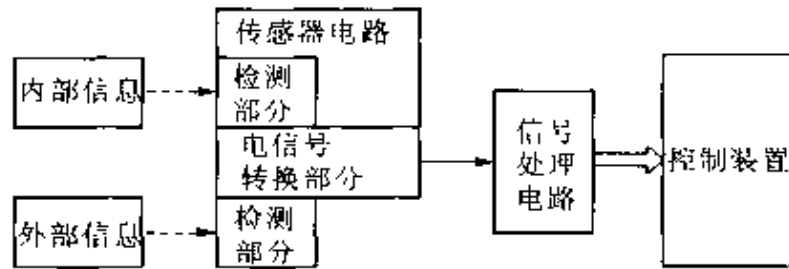 传感器电路
内部信息
检测
部分
电信号
转换部分
外部信息
检测
部分
信号
处理
电路
控制装置